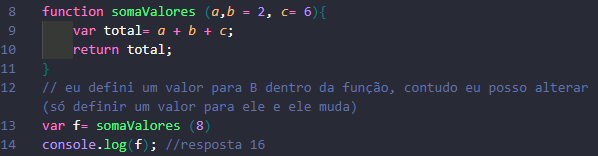 8 function somaValores (a,b = 2, c= 6){
9 var total= a + b + c;
10 return total;
11 }
12 // eu defini um valor para B dentro da função, contudo eu posso alterar
(só definir um valor para ele e ele muda)
13 var f= somaValores (8)
14 console.log(f); //resposta 16